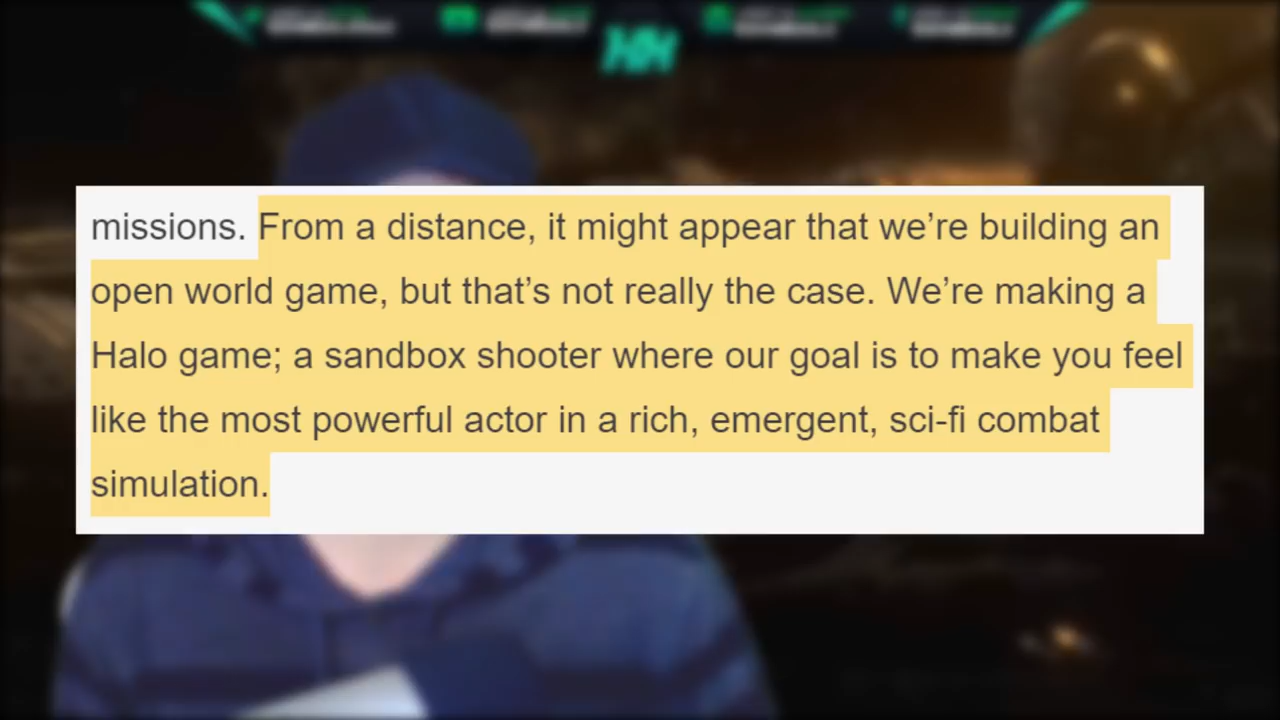 HH
missions. From a distance, it might appear that we’re building an
open world game, but that’s not really the case. We’re making a
Halo game; a sandbox shooter where our goal is to make you feel
like the most powerful actor in a rich, emergent, sci-fi combat
simulation.